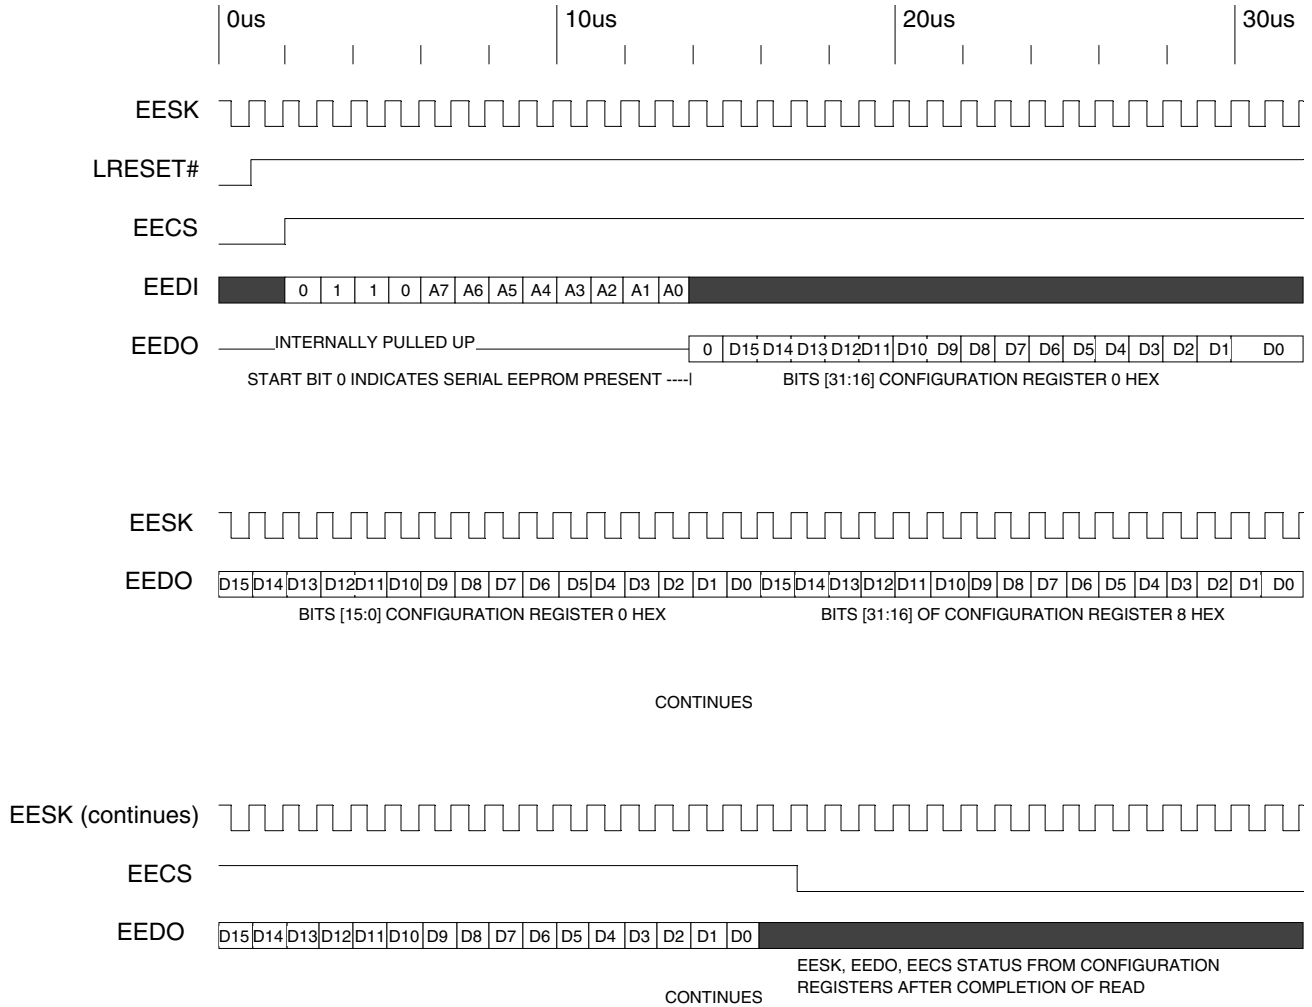 0us 10us 20us 30us
EESK
LRESET#
EECS
EEDI 0 1 1 0 A7 A6 A5 A4 A3 A2 A1 A0
EEDO INTERNALLY PULLED UP 0 D15 D14 D13 D12 D11 D10 D9 D8 D7 D6 D5 D4 D3 D2 D1 D0
START BIT 0 INDICATES SERIAL EEPROM PRESENT ----| BITS [31:16] CONFIGURATION REGISTER 0 HEX
EESK
EEDO D15 D14 D13 D12 D11 D10 D9 D8 D7 D6 D5 D4 D3 D2 D1 D0 D15 D14 D13 D12 D11 D10 D9 D8 D7 D6 D5 D4 D3 D2 D1 D0
BITS [15:0] CONFIGURATION REGISTER 0 HEX BITS [31:16] OF CONFIGURATION REGISTER 8 HEX
CONTINUES
EESK (continues)
EECS
EEDO D15 D14 D13 D12 D11 D10 D9 D8 D7 D6 D5 D4 D3 D2 D1 D0
EESK, EEDO, EECS STATUS FROM CONFIGURATION
REGISTERS AFTER COMPLETION OF READ
CONTINUES